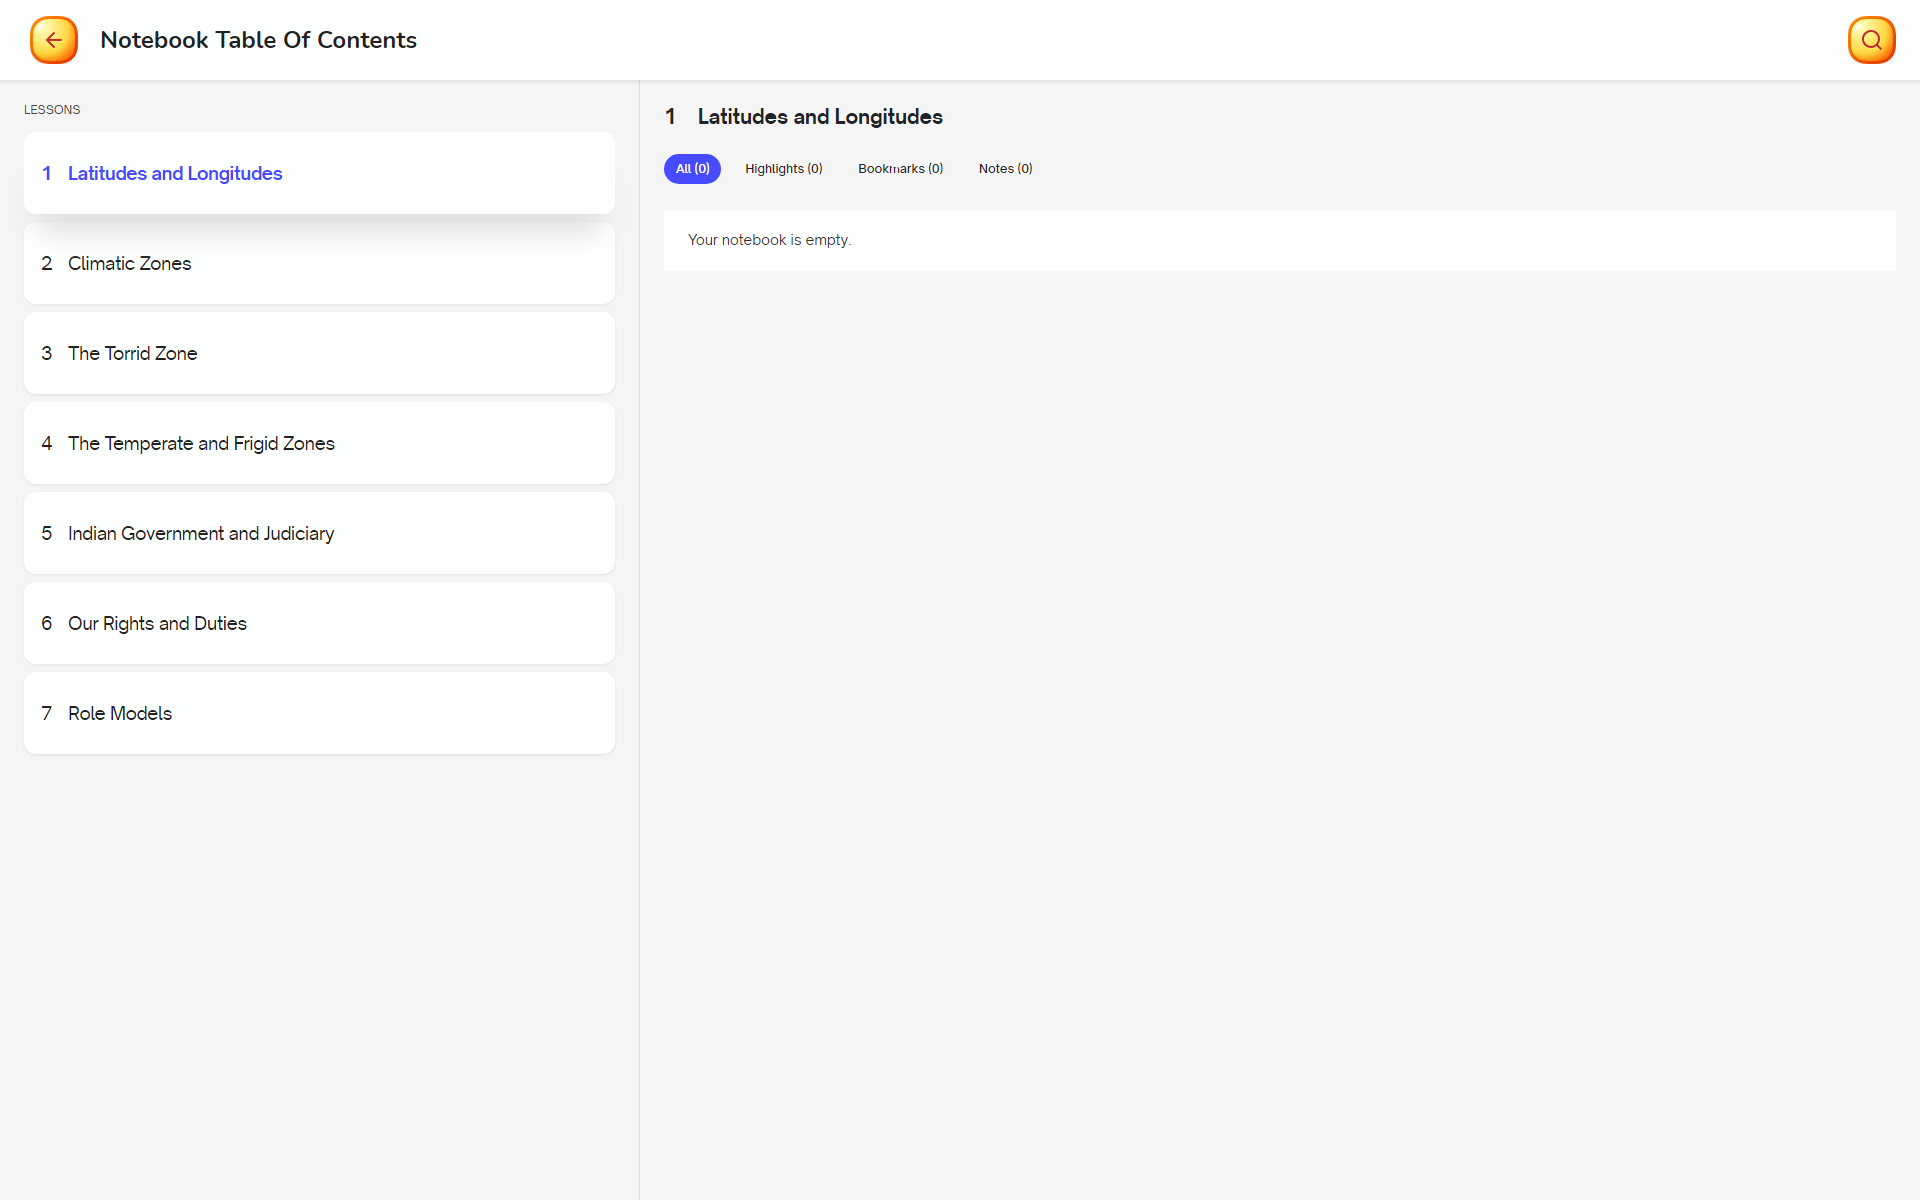 Notebook Table Of Contents
LESSONS
1 Latitudes and Longitudes
2 Climatic Zones
3 The Torrid Zone
4 The Temperate and Frigid Zones
5 Indian Government and Judiciary
6 Our Rights and Duties
7 Role Models
1 Latitudes and Longitudes
All (0) Highlights (0) Bookmarks (0) Notes (0)
Your notebook is empty.